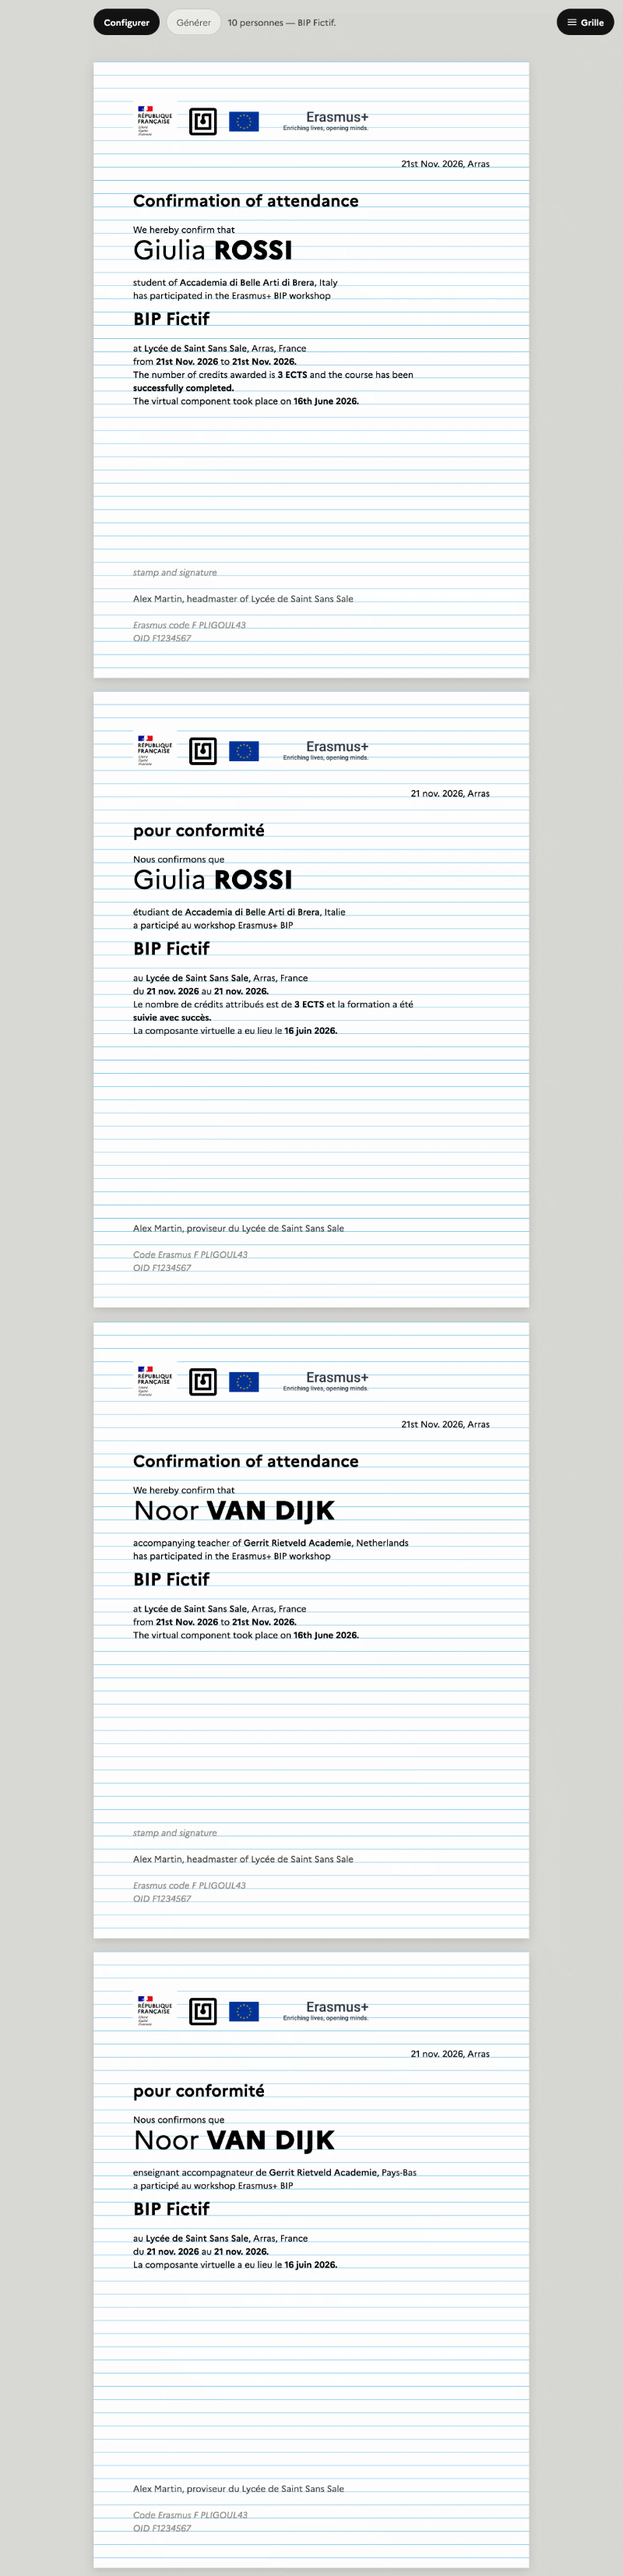 Configurer
Générer
10 personnes — BIP Fictif.
Grille
RÉPUBLIQUE
FRANÇAISE
Liberté
Égalité
Fraternité
Erasmus+
Enriching lives, opening minds.
21st Nov. 2026, Arras
Confirmation of attendance
We hereby confirm that
Giulia ROSSI
student of Accademia di Belle Arti di Brera, Italy
has participated in the Erasmus+ BIP workshop
BIP Fictif
at Lycée de Saint Sans Sale, Arras, France
from 21st Nov. 2026 to 21st Nov. 2026.
The number of credits awarded is 3 ECTS and the course has been
successfully completed.
The virtual component took place on 16th June 2026.
stamp and signature
Alex Martin, headmaster of Lycée de Saint Sans Sale
Erasmus code F PLIGOUL43
OID F1234567
RÉPUBLIQUE
FRANÇAISE
Liberté
Égalité
Fraternité
Erasmus+
Enriching lives, opening minds.
21 nov. 2026, Arras
pour conformité
Nous confirmons que
Giulia ROSSI
étudiant de Accademia di Belle Arti di Brera, Italie
a participé au workshop Erasmus+ BIP
BIP Fictif
au Lycée de Saint Sans Sale, Arras, France
du 21 nov. 2026 au 21 nov. 2026.
Le nombre de crédits attribués est de 3 ECTS et la formation a été
suivie avec succès.
La composante virtuelle a eu lieu le 16 juin 2026.
Alex Martin, proviseur du Lycée de Saint Sans Sale
Code Erasmus F PLIGOUL43
OID F1234567
RÉPUBLIQUE
FRANÇAISE
Liberté
Égalité
Fraternité
Erasmus+
Enriching lives, opening minds.
21st Nov. 2026, Arras
Confirmation of attendance
We hereby confirm that
Noor VAN DIJK
accompanying teacher of Gerrit Rietveld Academie, Netherlands
has participated in the Erasmus+ BIP workshop
BIP Fictif
at Lycée de Saint Sans Sale, Arras, France
from 21st Nov. 2026 to 21st Nov. 2026.
The virtual component took place on 16th June 2026.
stamp and signature
Alex Martin, headmaster of Lycée de Saint Sans Sale
Erasmus code F PLIGOUL43
OID F1234567
RÉPUBLIQUE
FRANÇAISE
Liberté
Égalité
Fraternité
Erasmus+
Enriching lives, opening minds.
21 nov. 2026, Arras
pour conformité
Nous confirmons que
Noor VAN DIJK
enseignant accompagnateur de Gerrit Rietveld Academie, Pays-Bas
a participé au workshop Erasmus+ BIP
BIP Fictif
au Lycée de Saint Sans Sale, Arras, France
du 21 nov. 2026 au 21 nov. 2026.
La composante virtuelle a eu lieu le 16 juin 2026.
Alex Martin, proviseur du Lycée de Saint Sans Sale
Code Erasmus F PLIGOUL43
OID F1234567